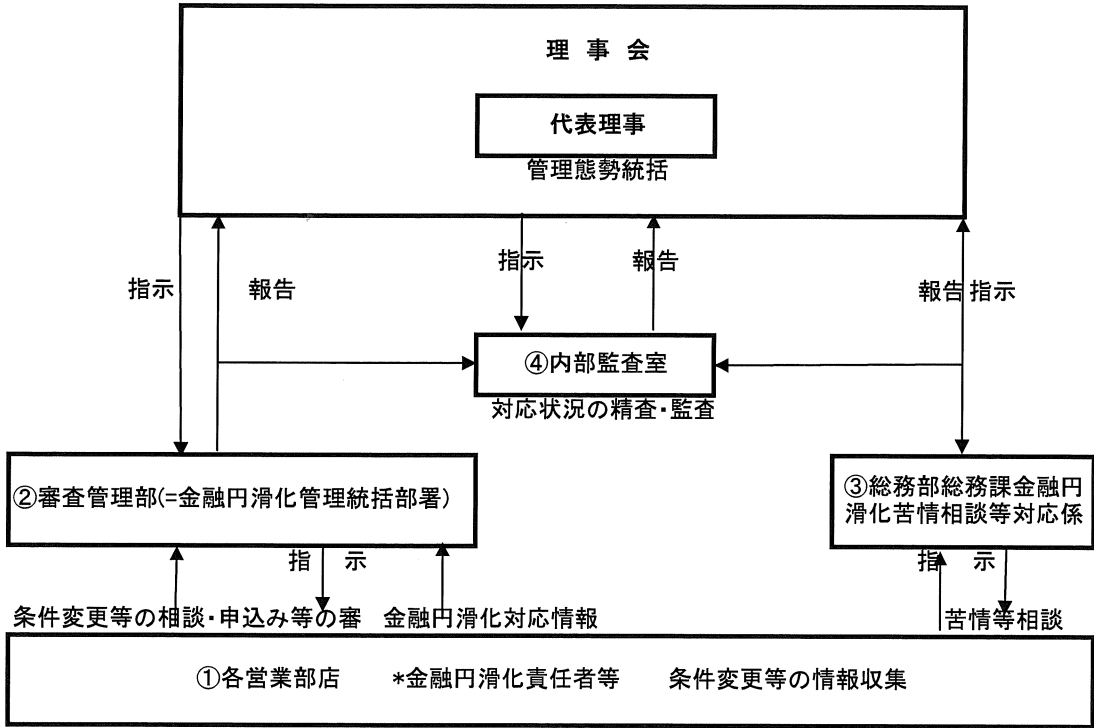 理 事 会
代表理事
管理態勢統括
指示
報告
指示
報告
報告 指示
④内部監査室
対応状況の精査・監査
②審査管理部(=金融円滑化管理統括部署)
③総務部総務課金融円
滑化苦情相談等対応係
指 示
指 示
条件変更等の相談・申込み等の審 金融円滑化対応情報
苦情等相談
①各営業部店 *金融円滑化責任者等 条件変更等の情報収集